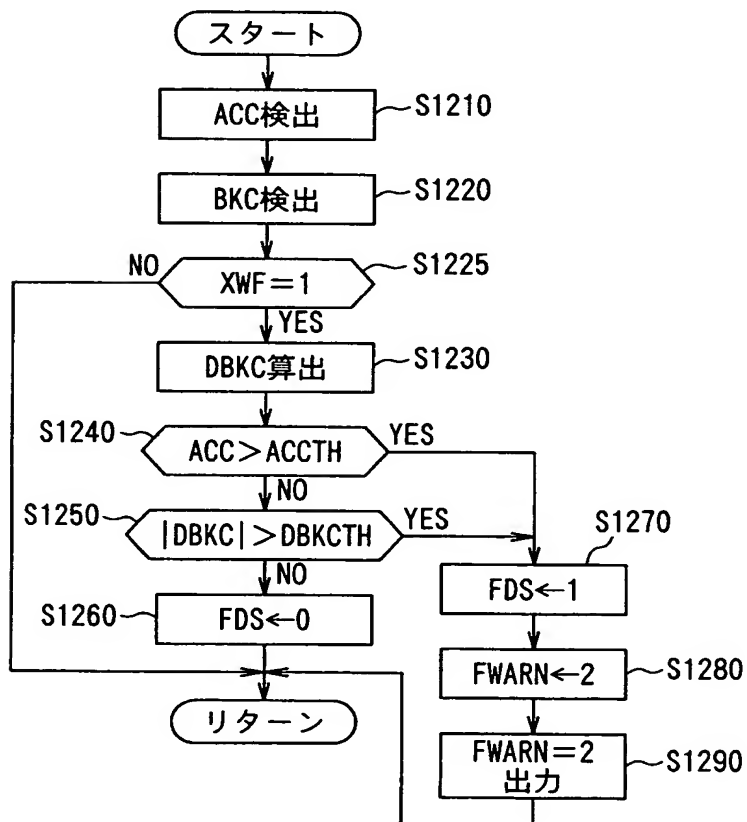 スタート
ACC検出
S1210
BKC検出
S1220
NO
XWF=1
S1225
YES
DBKC算出
S1230
S1240
ACC>ACCTH
YES
NO
S1250
|DBKC|>DBKCTH
YES
NO
S1270
FDS←1
S1260
FDS←0
FWARN←2
S1280
リターン
FWARN=2
出力
S1290